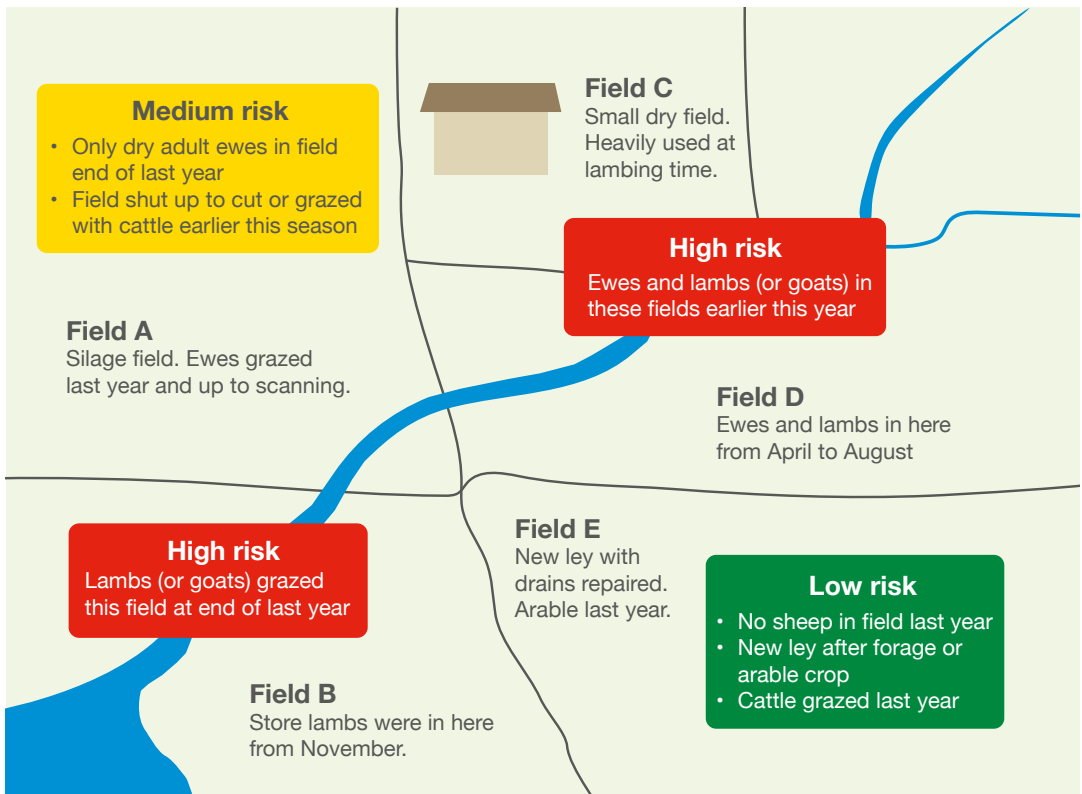 Medium risk
• Only dry adult ewes in field
end of last year
• Field shut up to cut or grazed
with cattle earlier this season
Field C
Small dry field.
Heavily used at
lambing time.
High risk
Ewes and lambs (or goats) in
these fields earlier this year
Field A
Silage field. Ewes grazed
last year and up to scanning.
Field D
Ewes and lambs in here
from April to August
High risk
Lambs (or goats) grazed
this field at end of last year
Field E
New ley with
drains repaired.
Arable last year.
Low risk
• No sheep in field last year
• New ley after forage or
arable crop
• Cattle grazed last year
Field B
Store lambs were in here
from November.